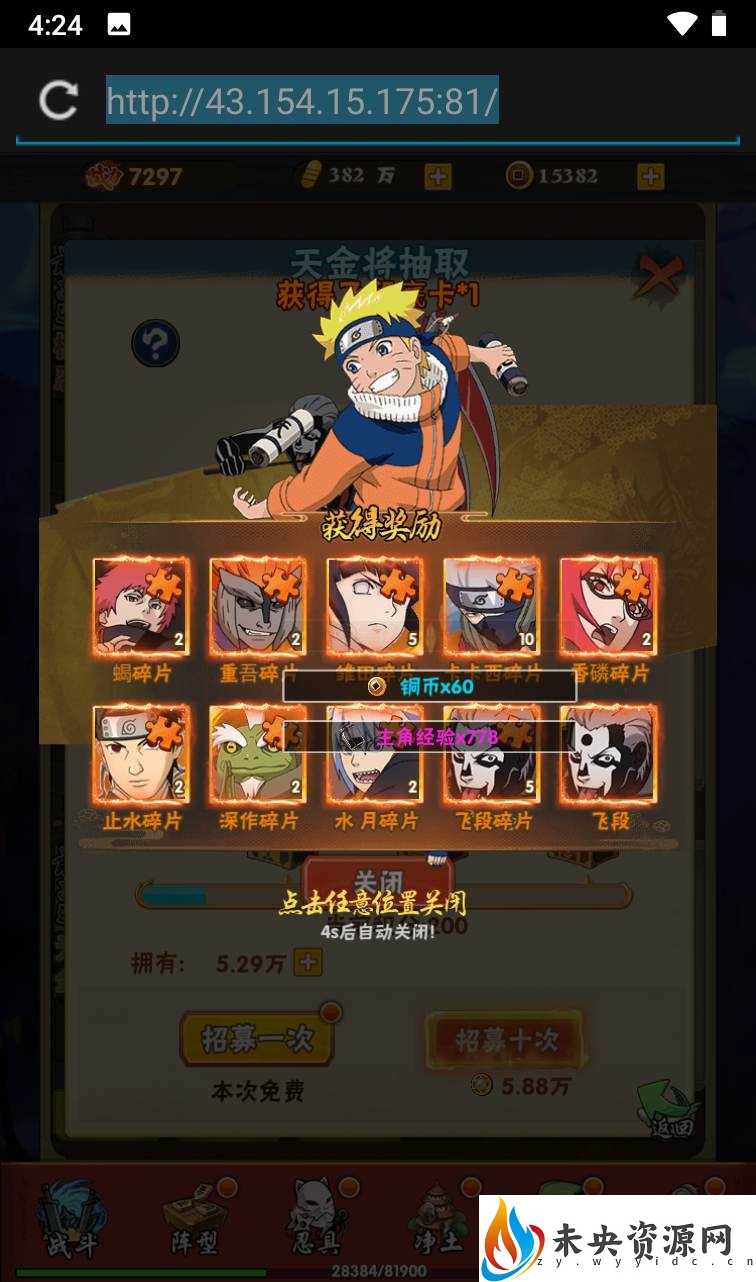 4:24
http://43.154.15.175:81/
7297
382 万
15382
天金将抽取
获得
卡*1
获得奖励
2
2
5
10
2
蝎碎片
重吾碎片
雏田碎片
卡卡西碎片
香磷碎片
铜币x60
主角经验x778
2
2
2
5
止水碎片
深作碎片
水月碎片
飞段碎片
飞段
关闭
点击任意位置关闭
4s后自动关闭!
拥有: 5.29万
招募一次
招募十次
本次免费
5.88万
返回
战斗
阵型
忍具
净土
28384/81900
未央资源网
zy.wyyidc.cn